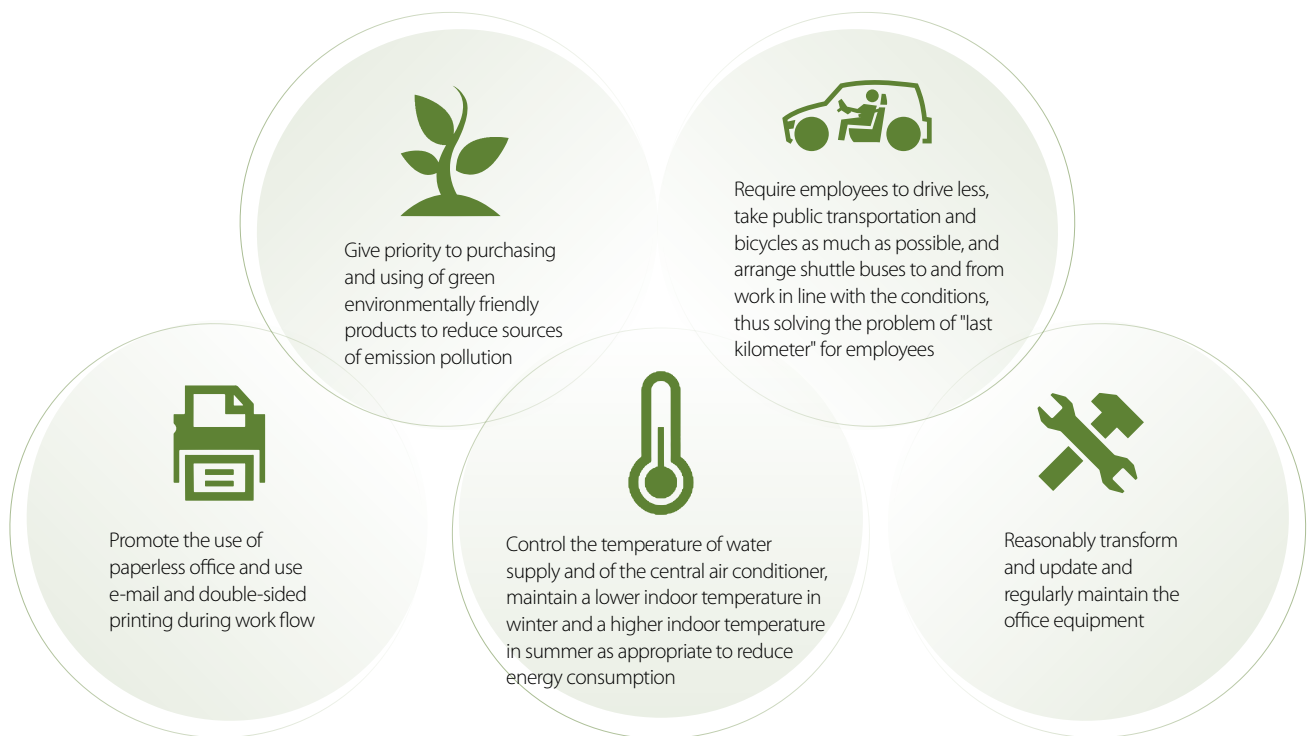 Give priority to purchasing
and using of green
environmentally friendly
products to reduce sources
of emission pollution
Require employees to drive less,
take public transportation and
bicycles as much as possible, and
arrange shuttle buses to and from
work in line with the conditions,
thus solving the problem of "last
kilometer" for employees
Promote the use of
paperless office and use
e-mail and double-sided
printing during work flow
Control the temperature of water
supply and of the central air conditioner,
maintain a lower indoor temperature in
winter and a higher indoor temperature
in summer as appropriate to reduce
energy consumption
Reasonably transform
and update and
regularly maintain the
office equipment